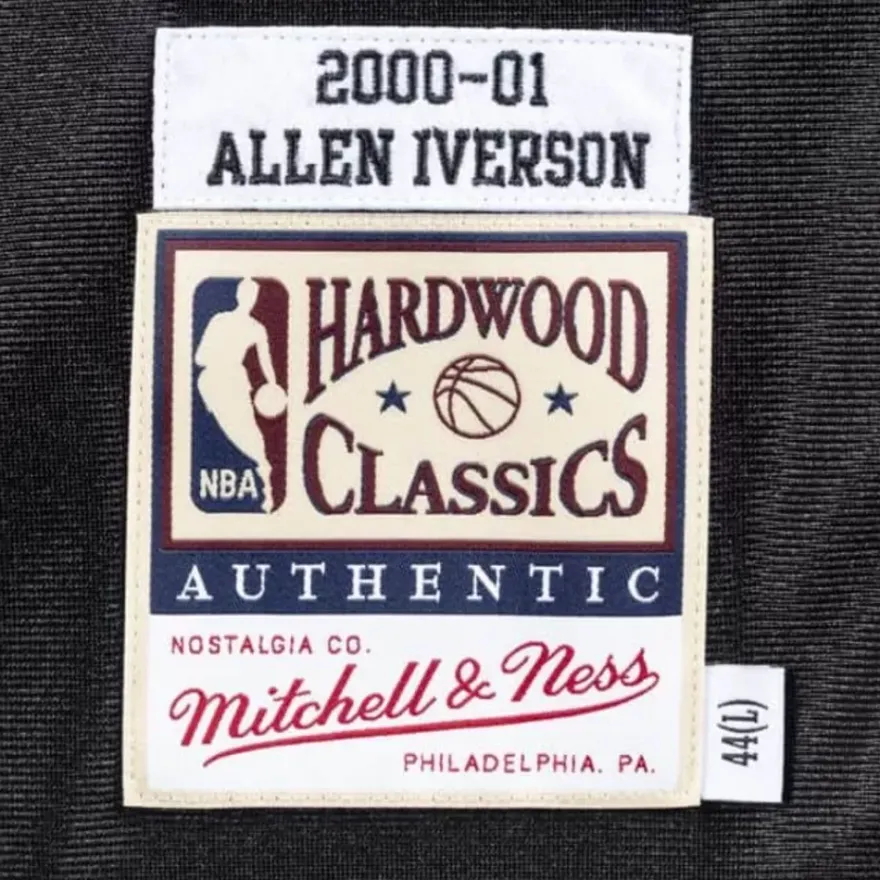 2000-01
ALLEN IVERSON
HARDWOOD
CLASSICS
NBA
AUTHENTIC
NOSTALGIA CO.
Mitchell & Ness
PHILADELPHIA. PA.
44(L)